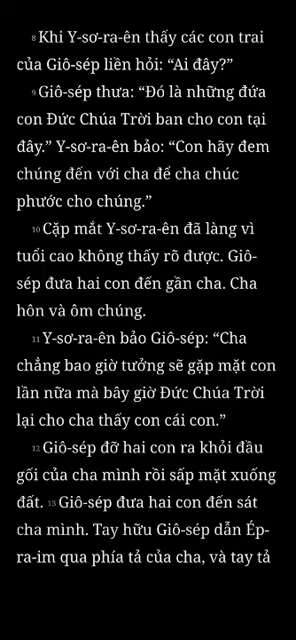 8 Khi Y-sơ-ra-ên thấy các con trai
của Giô-sép liền hỏi: “Ai đây?”
9 Giô-sép thưa: “Đó là những đứa
con Đức Chúa Trời ban cho con tại
đây.” Y-sơ-ra-ên bảo: “Con hãy đem
chúng đến với cha để cha chúc
phước cho chúng.”
10 Cặp mắt Y-sơ-ra-ên đã làng vì
tuổi cao không thấy rõ được. Giô-
sép đưa hai con đến gần cha. Cha
hôn và ôm chúng.
11 Y-sơ-ra-ên bảo Giô-sép: “Cha
chẳng bao giờ tưởng sẽ gặp mặt con
lần nữa mà bây giờ Đức Chúa Trời
lại cho cha thấy con cái con.”
12 Giô-sép đỡ hai con ra khỏi đầu
gối của cha mình rồi sấp mặt xuống
đất. 13 Giô-sép đưa hai con đến sát
cha mình. Tay hữu Giô-sép dẫn Ép-
ra-im qua phía tả của cha, và tay tả